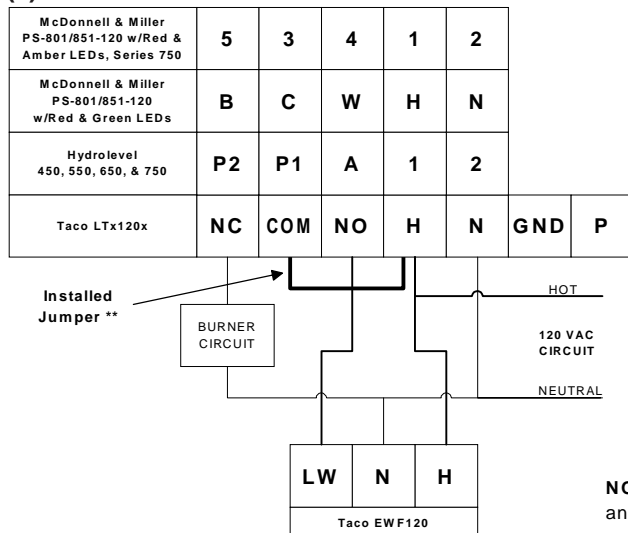 McDonnell & Miller
PS-801/851-120 w/Red &
Amber LEDs, Series 750
5 3 4 1 2
McDonnell & Miller
PS-801/851-120
w/Red & Green LEDs
B C W H N
Hydrolevel
450, 550, 650, & 750
P2 P1 A 1 2
Taco LTx120x
NC COM NO H N GND P
Installed
Jumper **
BURNER
CIRCUIT
HOT
120 VAC
CIRCUIT
NEUTRAL
LW N H
Taco EWF120
an